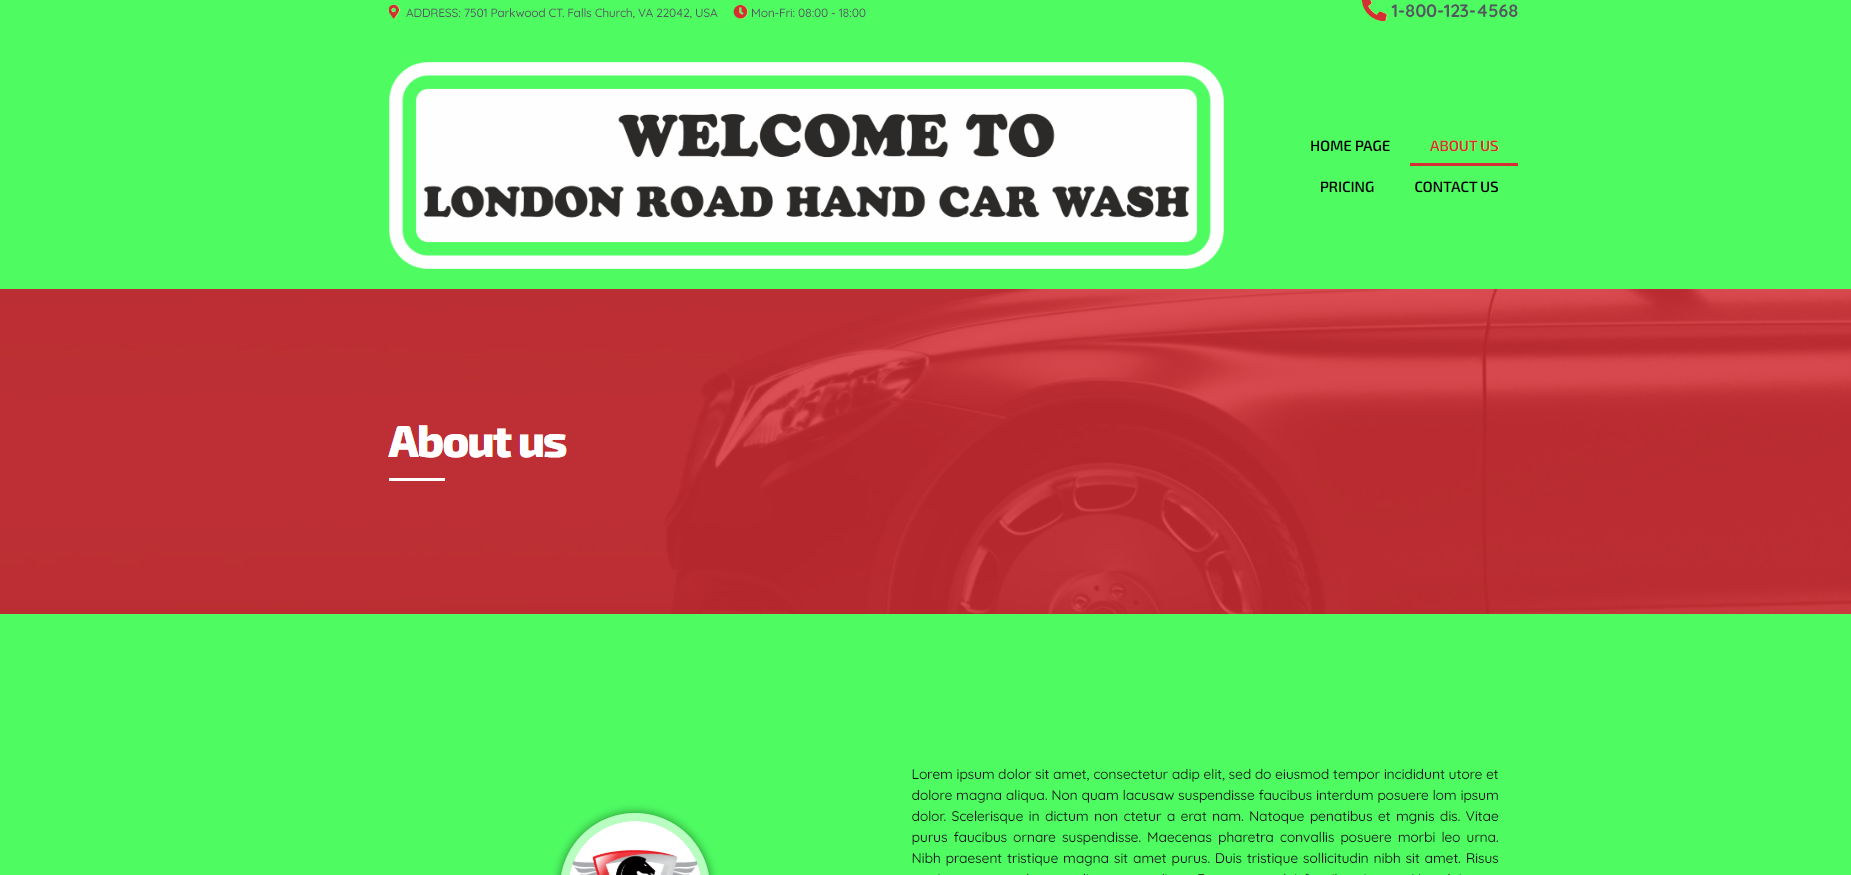 ADDRESS: 7501 Parkwood CT. Falls Church, VA 22042, USA Mon-Fri: 08:00 - 18:00 1-800-123-4568
WELCOME TO
LONDON ROAD HAND CAR WASH
HOME PAGE ABOUT US
PRICING CONTACT US
About us
Lorem ipsum dolor sit amet, consectetur adip elit, sed do eiusmod tempor incididunt utore et
dolore magna aliqua. Non quam lacusaw suspendisse faucibus interdum posuere lom ipsum
dolor. Scelerisque in dictum non ctetur a erat nam. Natoque penatibus et mgnis dis. Vitae
purus faucibus ornare suspendisse. Maecenas pharetra convallis posuere morbi leo urna.
Nibh praesent tristique magna sit amet purus. Duis tristique sollicitudin nibh sit amet. Risus